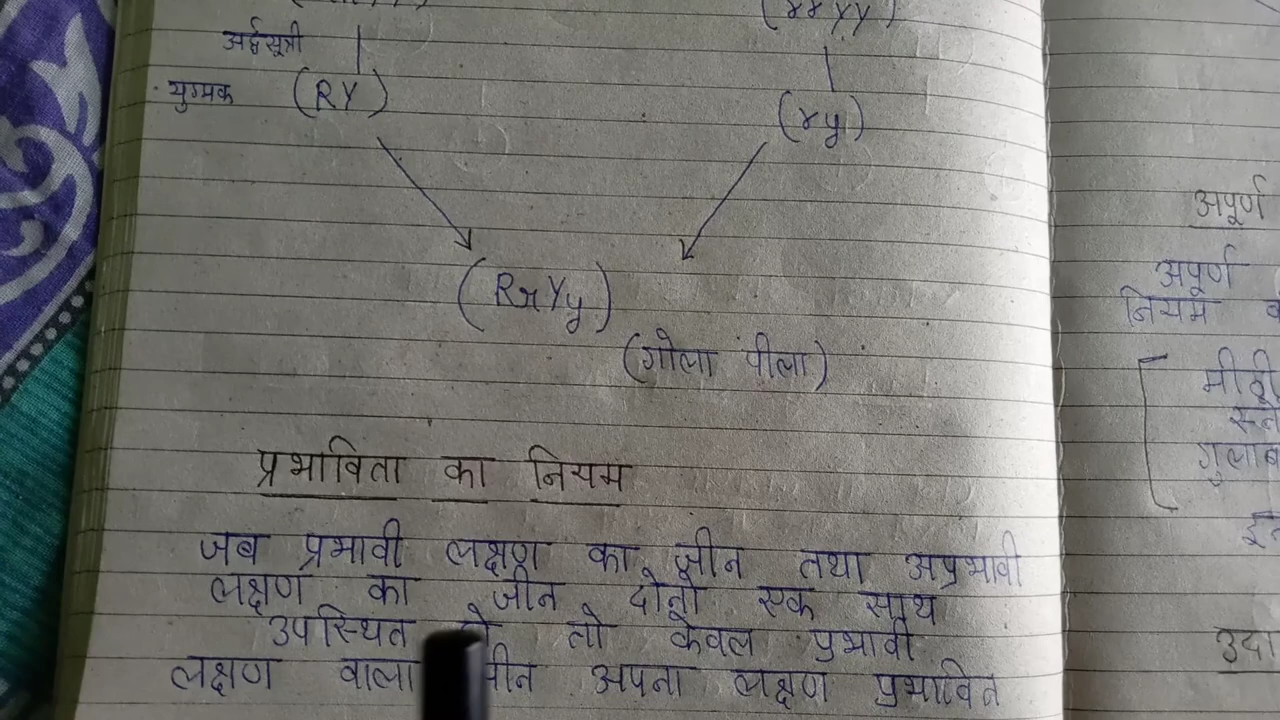 (rryy)
अर्धसूत्री
युग्मक (RY) (ry)
(RrYy)
(गोला पीला)
प्रभाविता का नियम
जब प्रभावी लक्षण का जीन तथा अप्रभावी
लक्षण का जीन दोनों एक साथ
उपस्थित तो केवल प्रभावी
लक्षण वाला अपना लक्षण प्रभावित
अपूर्ण
अपूर्ण
नियम